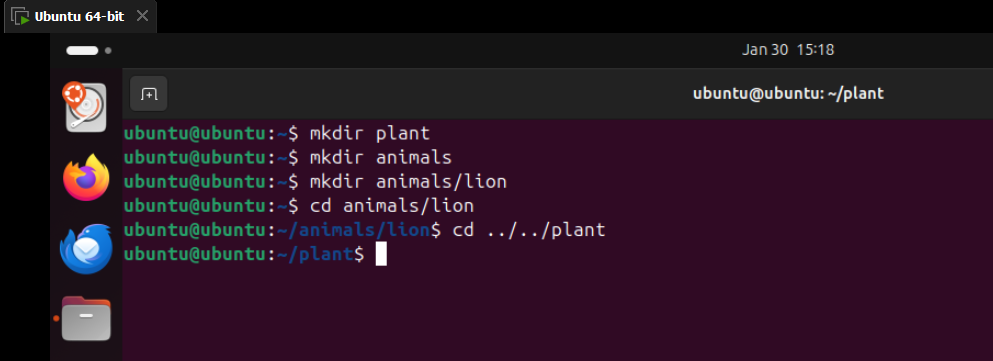 Ubuntu 64-bit
Jan 30 15:18
ubuntu@ubuntu: ~/plant
ubuntu@ubuntu:~$ mkdir plant
ubuntu@ubuntu:~$ mkdir animals
ubuntu@ubuntu:~$ mkdir animals/lion
ubuntu@ubuntu:~$ cd animals/lion
ubuntu@ubuntu:~/animals/lion$ cd ../../plant
ubuntu@ubuntu:~/plant$